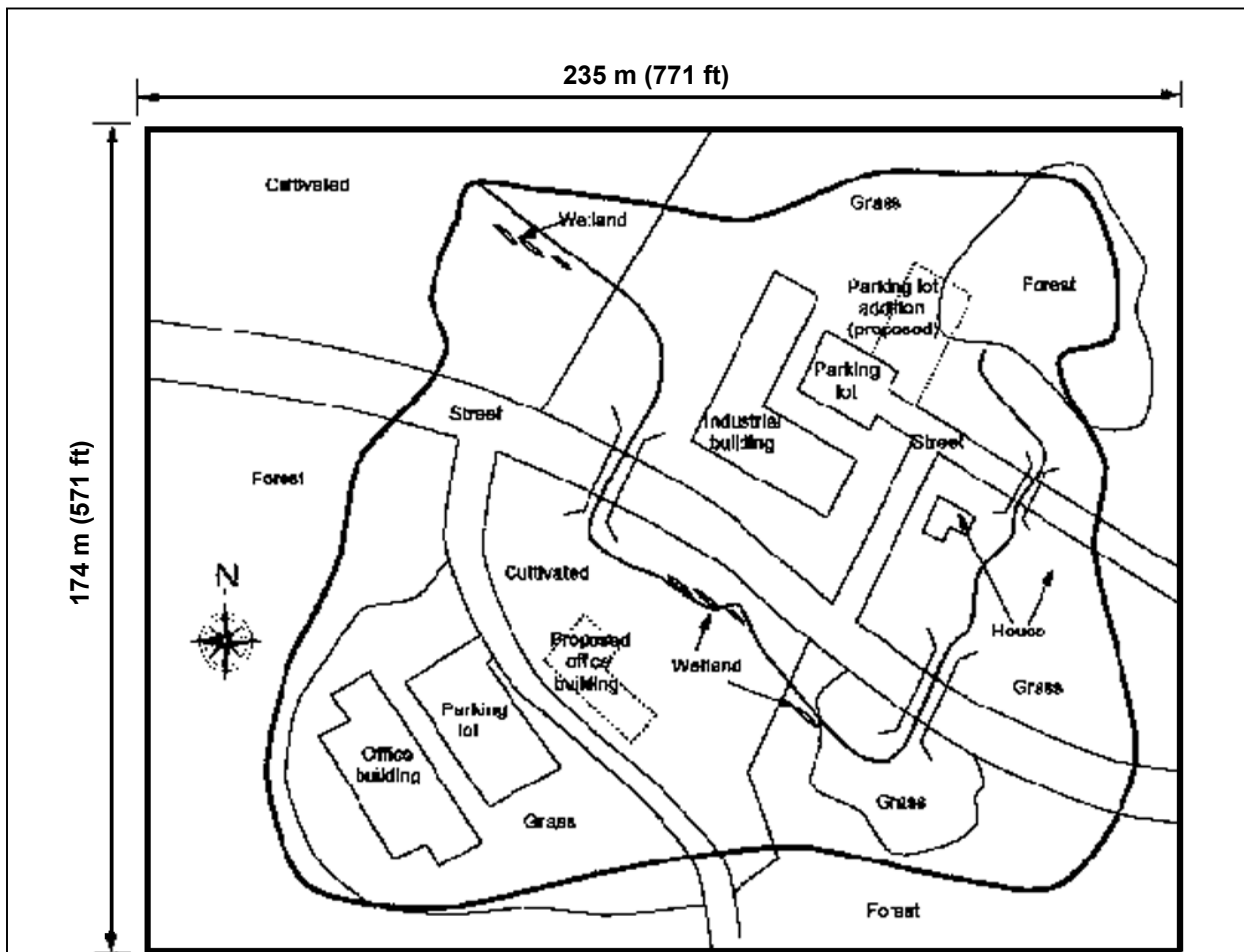 235 m (771 ft)
174 m (571 ft)
Cultivated
Wetland
Grass
Parking lot
addition
(proposed)
Forest
Parking
lot
Street
Industrial
building
Street
Forest
N
Cultivated
Proposed
office
building
Wetland
House
Grass
Parking
lot
Office
building
Grass
Grass
Forest